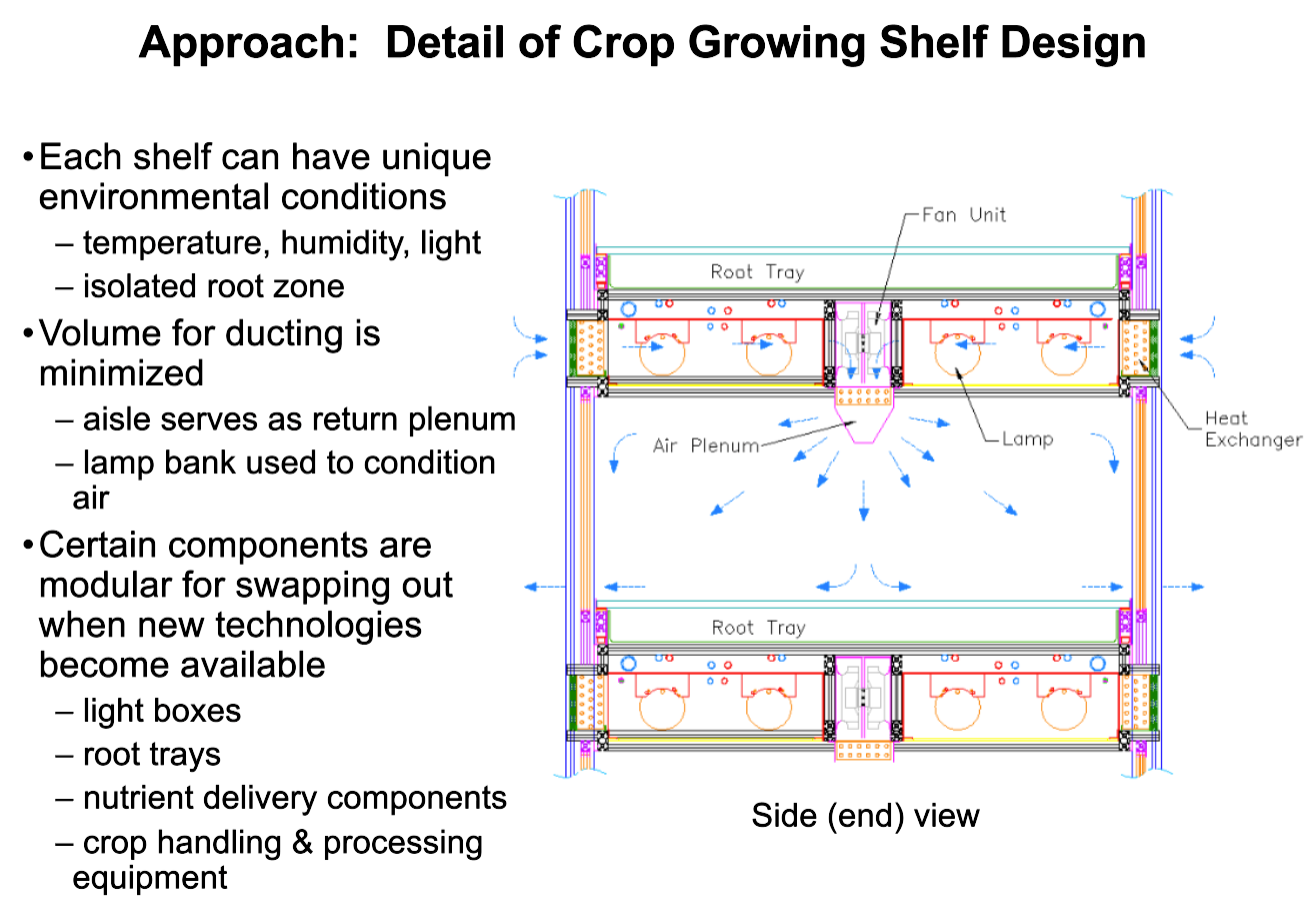 Approach:  Detail of Crop Growing Shelf Design
•Each shelf can have unique
environmental conditions
– temperature, humidity, light
– isolated root zone
•Volume for ducting is
minimized
– aisle serves as return plenum
– lamp bank used to condition
air
•Certain components are
modular for swapping out
when new technologies
become available
– light boxes
– root trays
– nutrient delivery components
– crop handling & processing
equipment
Fan Unit
Root Tray
Heat
Exchanger
Air Plenum
Lamp
Root Tray
Side (end) view